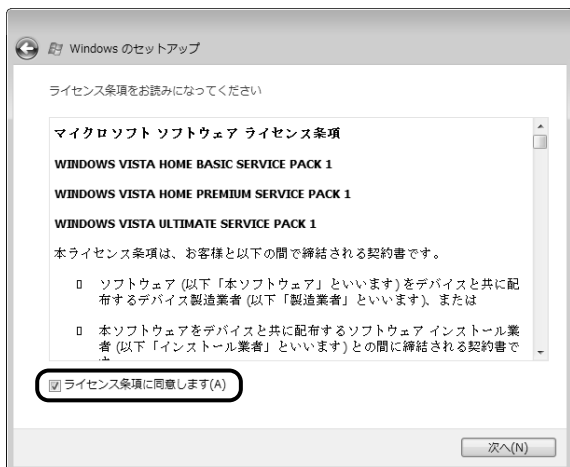 Windows のセットアップ
ライセンス条項をお読みになってください
マイクロソフト ソフトウェア ライセンス条項
WINDOWS VISTA HOME BASIC SERVICE PACK 1
WINDOWS VISTA HOME PREMIUM SERVICE PACK 1
WINDOWS VISTA ULTIMATE SERVICE PACK 1
本ライセンス条項は、お客様と以下の間で締結される契約書です。
ソフトウェア (以下「本ソフトウェア」といいます) をデバイスと共に配
布するデバイス製造業者 (以下「製造業者」といいます)、または
本ソフトウェアをデバイスと共に配布するソフトウェア インストール業
者 (以下「インストール業者」といいます) との間に締結される契約書で
ライセンス条項に同意します(A)
次へ(N)